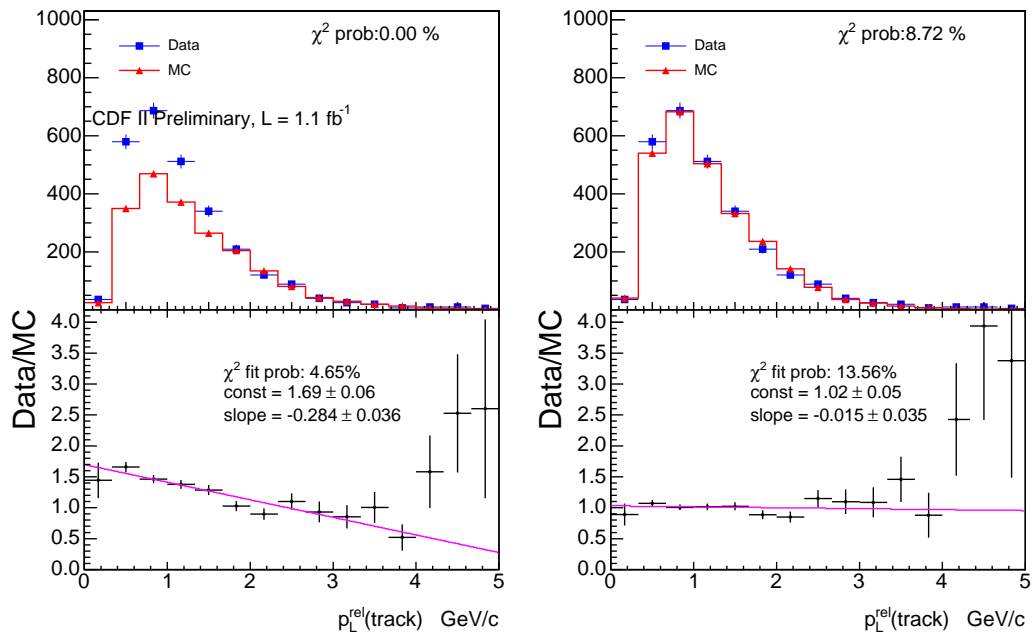 1000
800
600
400
200
χ² prob:0.00 %
Data
MC
CDF II Preliminary, L = 1.1 fb⁻¹
Data/MC
4.0
3.5
3.0
2.5
2.0
1.5
1.0
0.5
0.0
χ² fit prob: 4.65%
const = 1.69 ± 0.06
slope = -0.284 ± 0.036
0 1 2 3 4 5
p_L^rel(track) GeV/c
1000
800
600
400
200
χ² prob:8.72 %
Data
MC
Data/MC
4.0
3.5
3.0
2.5
2.0
1.5
1.0
0.5
0.0
χ² fit prob: 13.56%
const = 1.02 ± 0.05
slope = -0.015 ± 0.035
0 1 2 3 4 5
p_L^rel(track) GeV/c